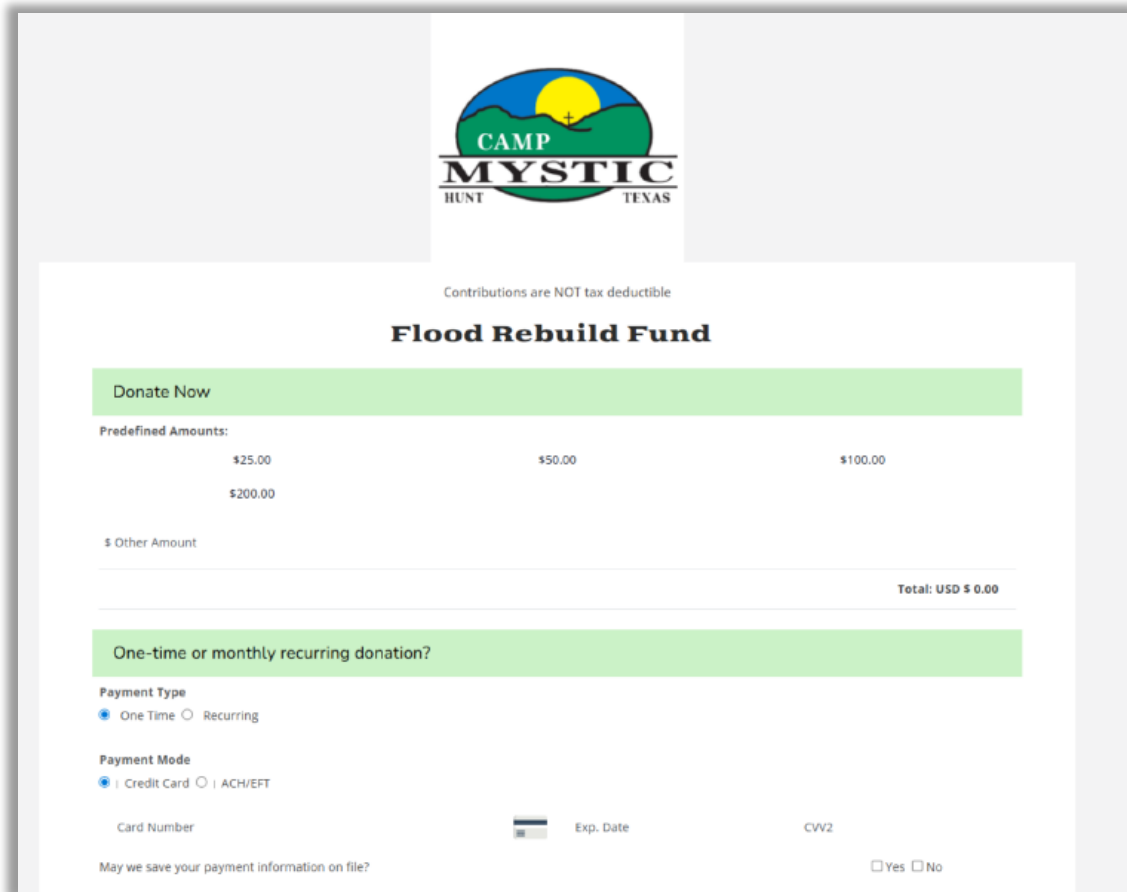 CAMP
MYSTIC
HUNT TEXAS
Contributions are NOT tax deductible
Flood Rebuild Fund
Donate Now
Predefined Amounts:
$25.00 $50.00 $100.00
$200.00
$ Other Amount
Total: USD $ 0.00
One-time or monthly recurring donation?
Payment Type
One Time Recurring
Payment Mode
| Credit Card | ACH/EFT
Card Number Exp. Date CVV2
May we save your payment information on file? Yes No